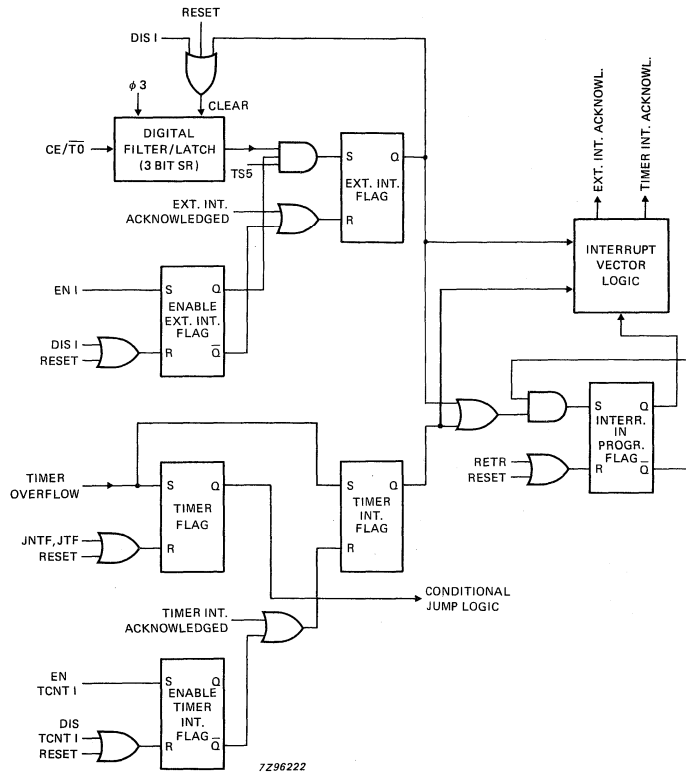 RESET
DIS I
φ 3
CLEAR
CE/T̅0̅
DIGITAL
FILTER/LATCH
(3 BIT SR)
TS5
S Q
EXT. INT.
FLAG
R
EXT. INT.
ACKNOWLEDGED
EXT. INT. ACKNOWL.
TIMER INT. ACKNOWL.
INTERRUPT
VECTOR
LOGIC
EN I
S Q
ENABLE
EXT. INT.
FLAG
R Q̅
DIS I
RESET
S Q
INTERR.
IN
PROGR.
FLAG
R Q̅
RETR
RESET
TIMER
OVERFLOW
S Q
TIMER
FLAG
R
JNTF, JTF
RESET
S Q
TIMER
INT.
FLAG
R
CONDITIONAL
JUMP LOGIC
TIMER INT.
ACKNOWLEDGED
EN
TCNT I
S Q
ENABLE
TIMER
INT.
FLAG
R Q̅
DIS
TCNT I
RESET
7Z96222